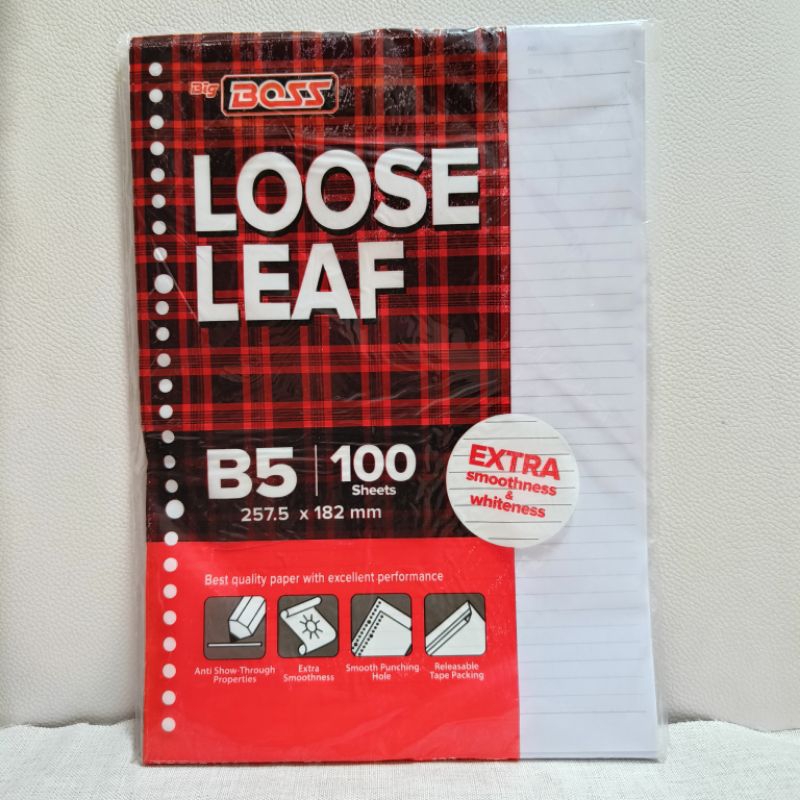 Big BOSS
LOOSE
LEAF
B5
100
Sheets
257.5 x 182 mm
EXTRA
smoothness
&
whiteness
Best quality paper with excellent performance
Anti Show-Through
Properties
Extra
Smoothness
Smooth Punching
Hole
Releasable
Tape Packing